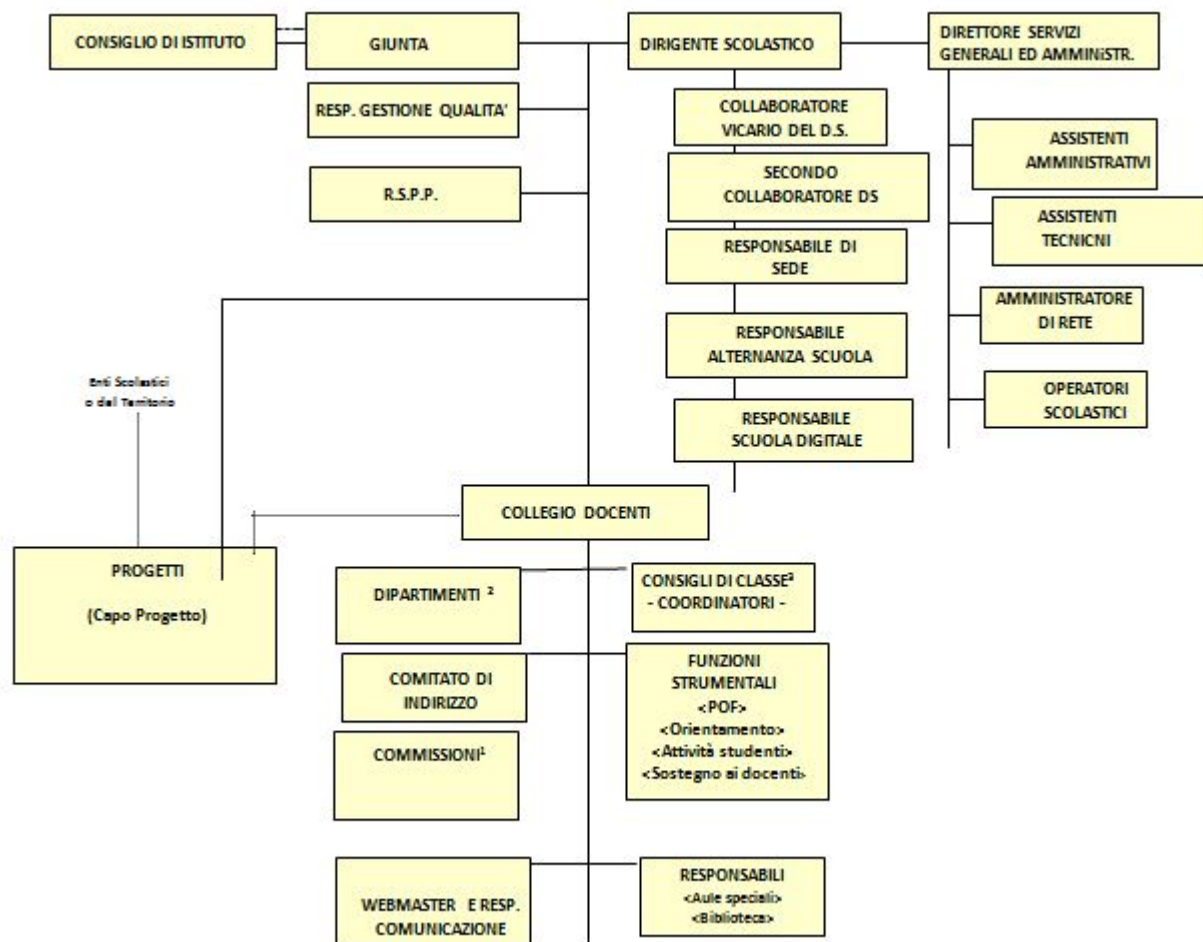 CONSIGLIO DI ISTITUTO
GIUNTA
DIRIGENTE SCOLASTICO
DIRETTORE SERVIZI
GENERALI ED AMMINiSTR.
RESP. GESTIONE QUALITA'
R.S.P.P.
COLLABORATORE
VICARIO DEL D.S.
SECONDO
COLLABORATORE DS
RESPONSABILE DI
SEDE
RESPONSABILE
ALTERNANZA SCUOLA
RESPONSABILE
SCUOLA DIGITALE
ASSISTENTI
AMMINISTRATIVI
ASSISTENTI
TECNICNI
AMMINISTRATORE
DI RETE
OPERATORI
SCOLASTICI
Enti Scolastici
o del Territorio
COLLEGIO DOCENTI
PROGETTI
(Capo Progetto)
DIPARTIMENTI ²
CONSIGLI DI CLASSE³
- COORDINATORI -
COMITATO DI
INDIRIZZO
FUNZIONI
STRUMENTALI
<POF>
<Orientamento>
<Attività studenti>
<Sostegno ai docenti>
COMMISSIONI¹
WEBMASTER E RESP.
COMUNICAZIONE
RESPONSABILI
<Aule speciali>
<Biblioteca>